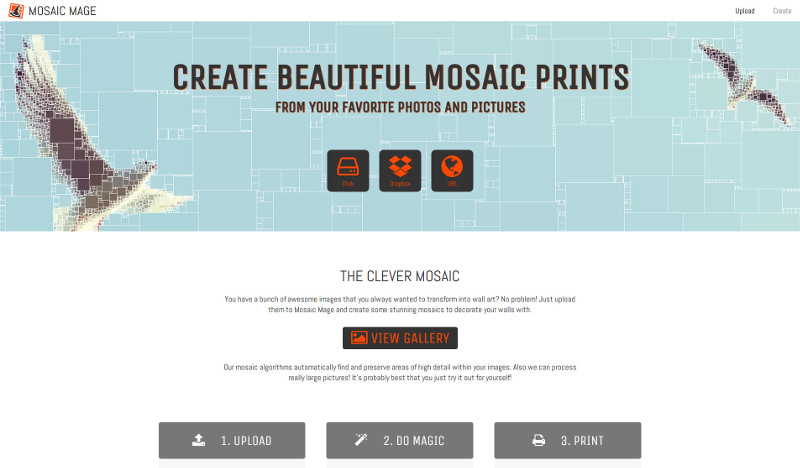 MOSAIC MAGE
Upload
Create
CREATE BEAUTIFUL MOSAIC PRINTS
FROM YOUR FAVORITE PHOTOS AND PICTURES
Disk
Dropbox
URL
THE CLEVER MOSAIC
You have a bunch of awesome images that you always wanted to transform into wall art? No problem! Just upload
them to Mosaic Mage and create some stunning mosaics to decorate your walls with.
VIEW GALLERY
Our mosaic algorithms automatically find and preserve areas of high detail within your images. Also we can process
really large pictures! It's probably best that you just try it out for yourself!
1. UPLOAD
2. DO MAGIC
3. PRINT